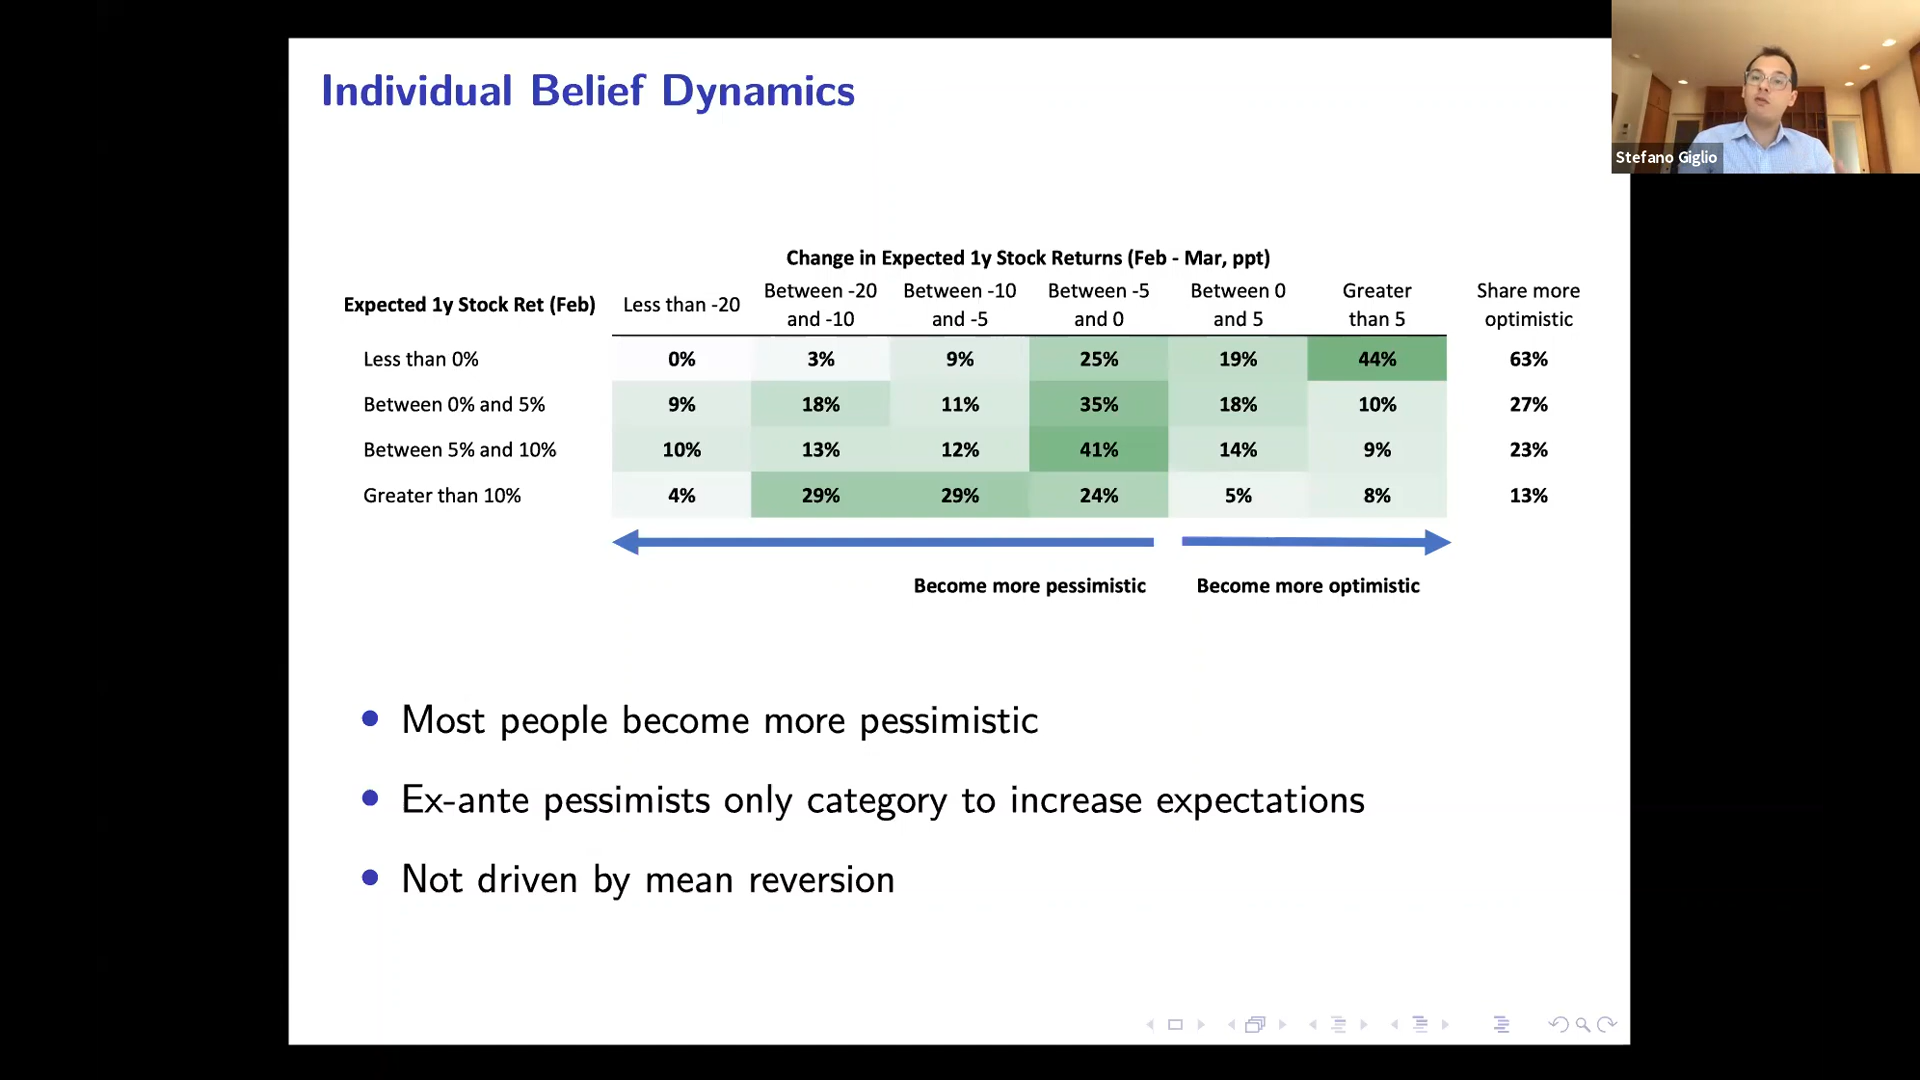 Individual Belief Dynamics
Stefano Giglio
Change in Expected 1y Stock Returns (Feb - Mar, ppt)
Expected 1y Stock Ret (Feb) Less than -20 Between -20 and -10 Between -10 and -5 Between -5 and 0 Between 0 and 5 Greater than 5 Share more optimistic
Less than 0% 0% 3% 9% 25% 19% 44% 63%
Between 0% and 5% 9% 18% 11% 35% 18% 10% 27%
Between 5% and 10% 10% 13% 12% 41% 14% 9% 23%
Greater than 10% 4% 29% 29% 24% 5% 8% 13%
Become more pessimistic Become more optimistic
• Most people become more pessimistic
• Ex-ante pessimists only category to increase expectations
• Not driven by mean reversion